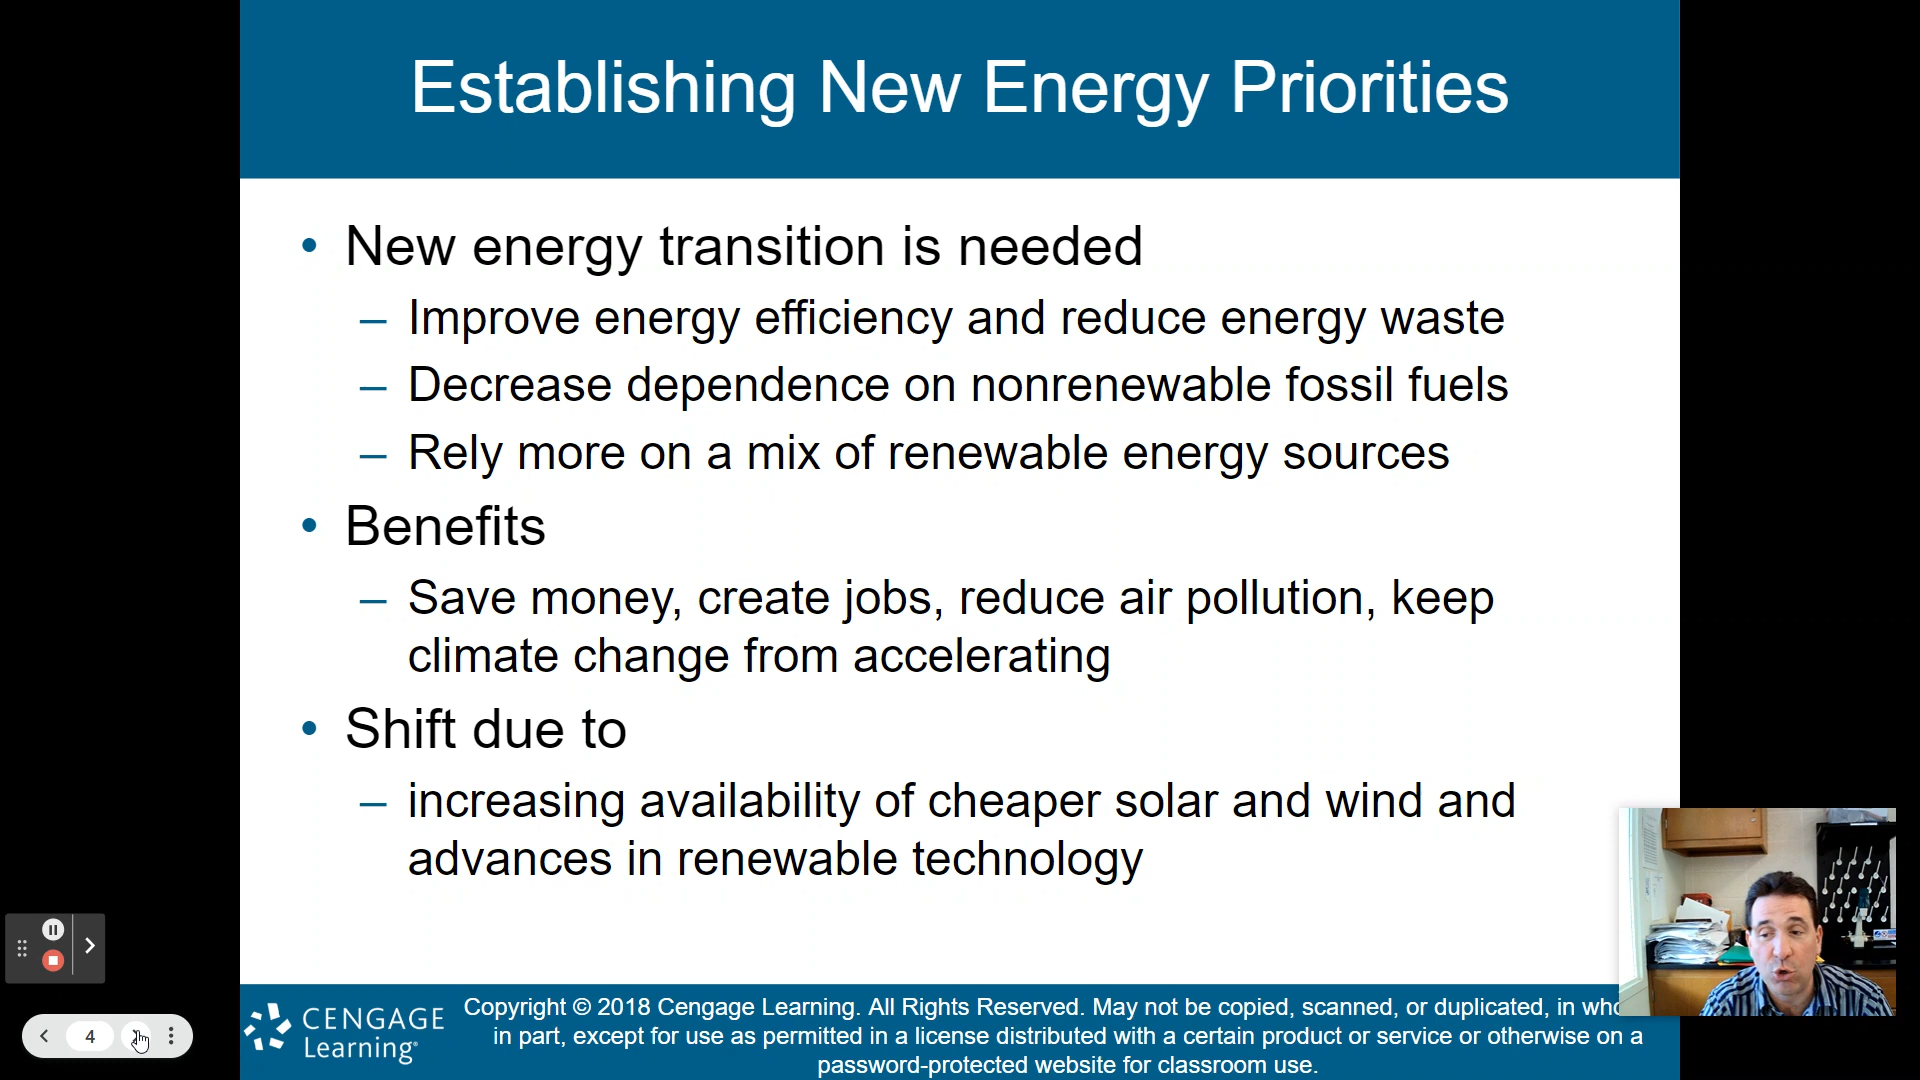 Establishing New Energy Priorities
• New energy transition is needed
– Improve energy efficiency and reduce energy waste
– Decrease dependence on nonrenewable fossil fuels
– Rely more on a mix of renewable energy sources
• Benefits
– Save money, create jobs, reduce air pollution, keep
climate change from accelerating
• Shift due to
– increasing availability of cheaper solar and wind and
advances in renewable technology
4
CENGAGE
Learning
Copyright © 2018 Cengage Learning. All Rights Reserved. May not be copied, scanned, or duplicated, in
in part, except for use as permitted in a license distributed with a certain product or service or otherwise on a
password-protected website for classroom use.